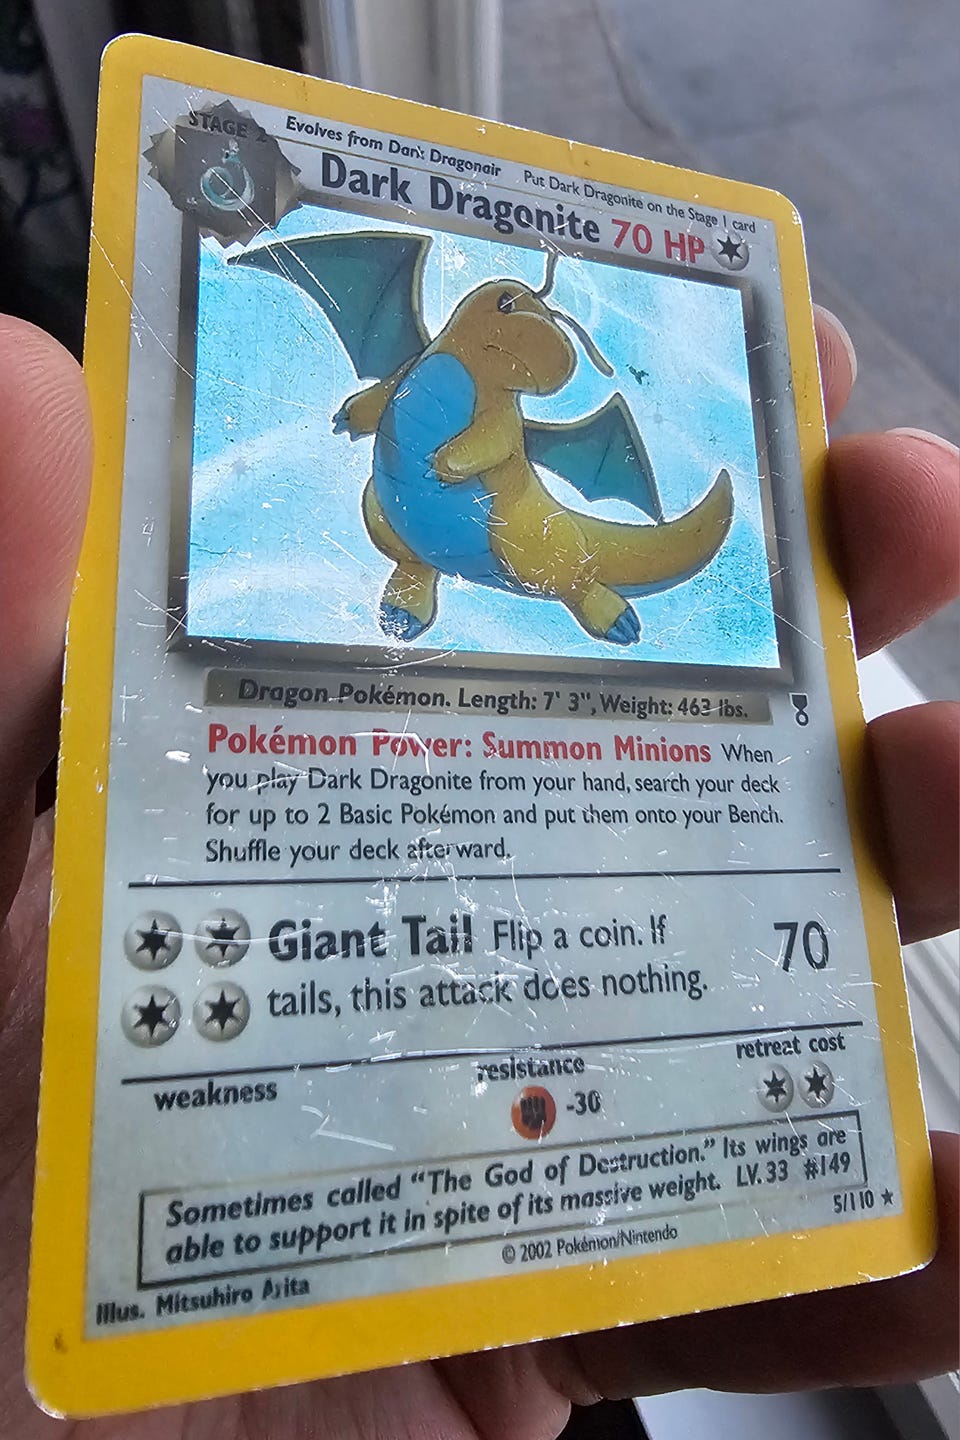 STAGE 2
Evolves from Dark Dragonair
Put Dark Dragonite on the Stage 1 card
Dark Dragonite 70 HP
Dragon Pokémon. Length: 7' 3", Weight: 463 lbs.
Pokémon Power: Summon Minions When
you play Dark Dragonite from your hand, search your deck
for up to 2 Basic Pokémon and put them onto your Bench.
Shuffle your deck afterward.
Giant Tail Flip a coin. If
tails, this attack does nothing.
70
weakness
resistance
-30
retreat cost
Sometimes called “The God of Destruction.” Its wings are
able to support it in spite of its massive weight. LV. 33 #149
5/110 ★
Illus. Mitsuhiro Arita
© 2002 Pokémon/Nintendo